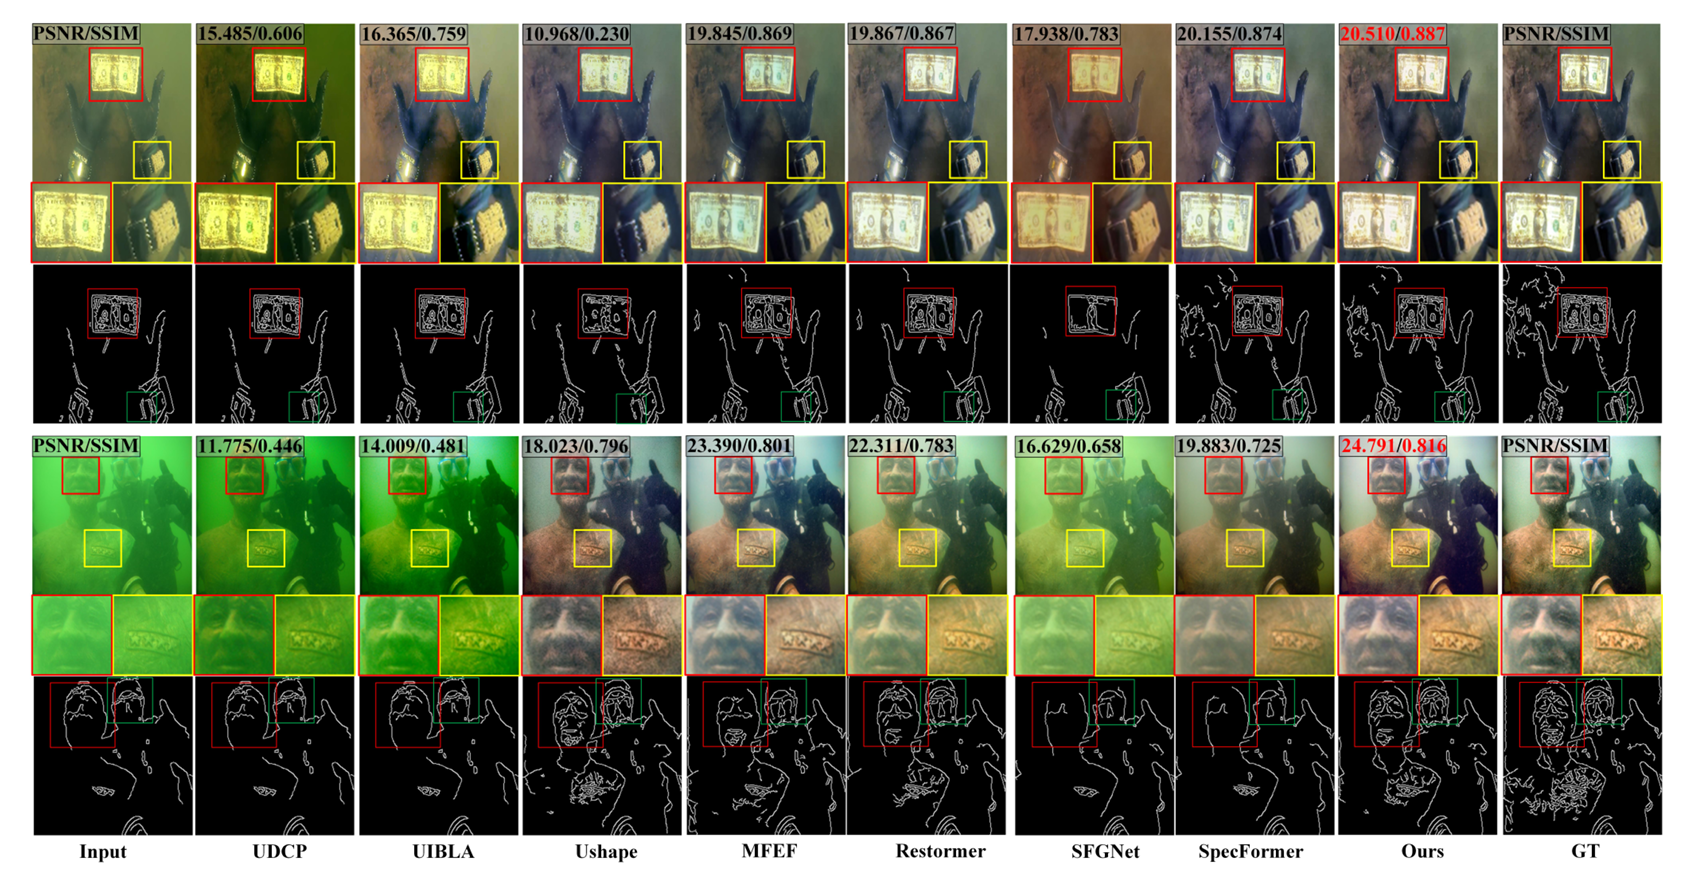 PSNR/SSIM 15.485/0.606 16.365/0.759 10.968/0.230 19.845/0.869 19.867/0.867 17.938/0.783 20.155/0.874 20.510/0.887 PSNR/SSIM
PSNR/SSIM 11.775/0.446 14.009/0.481 18.023/0.796 23.390/0.801 22.311/0.783 16.629/0.658 19.883/0.725 24.791/0.816 PSNR/SSIM
Input UDCP UIBLA Ushape MFEF Restormer SFGNet SpecFormer Ours GT